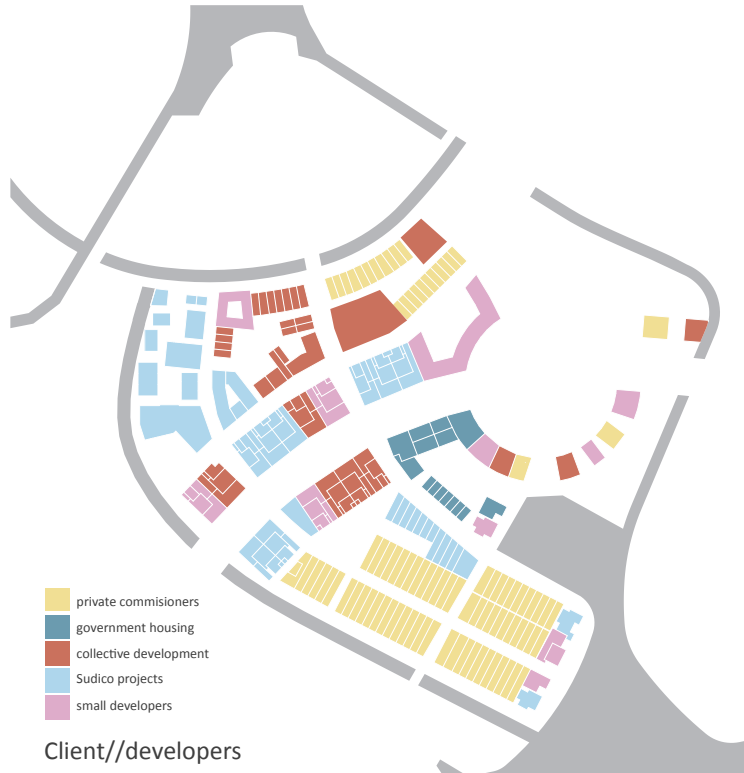 private commisioners
government housing
collective development
Sudico projects
small developers
Client//developers